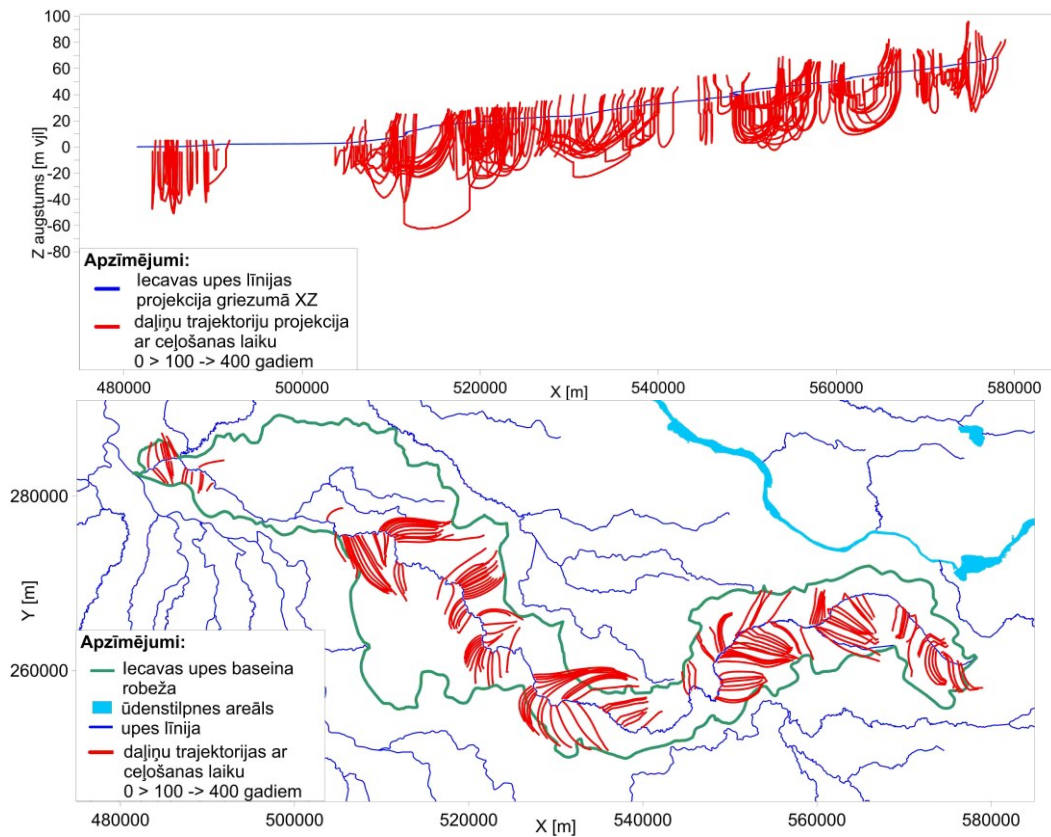 100
80
60
40
20
0
-20
-40
-60
-80
Z augstums [m vjl]
Apzīmējumi:
Iecavas upes līnijas
projekcija griezumā XZ
daļiņu trajektoriju projekcija
ar ceļošanas laiku
0 > 100 -> 400 gadiem
480000 500000 520000 540000 560000 580000
X [m]
280000
260000
Y [m]
Apzīmējumi:
Iecavas upes baseina
robeža
ūdenstilpnes areāls
upes līnija
daļiņu trajektorijas ar
ceļošanas laiku
0 > 100 -> 400 gadiem
480000 500000 520000 540000 560000 580000
X [m]